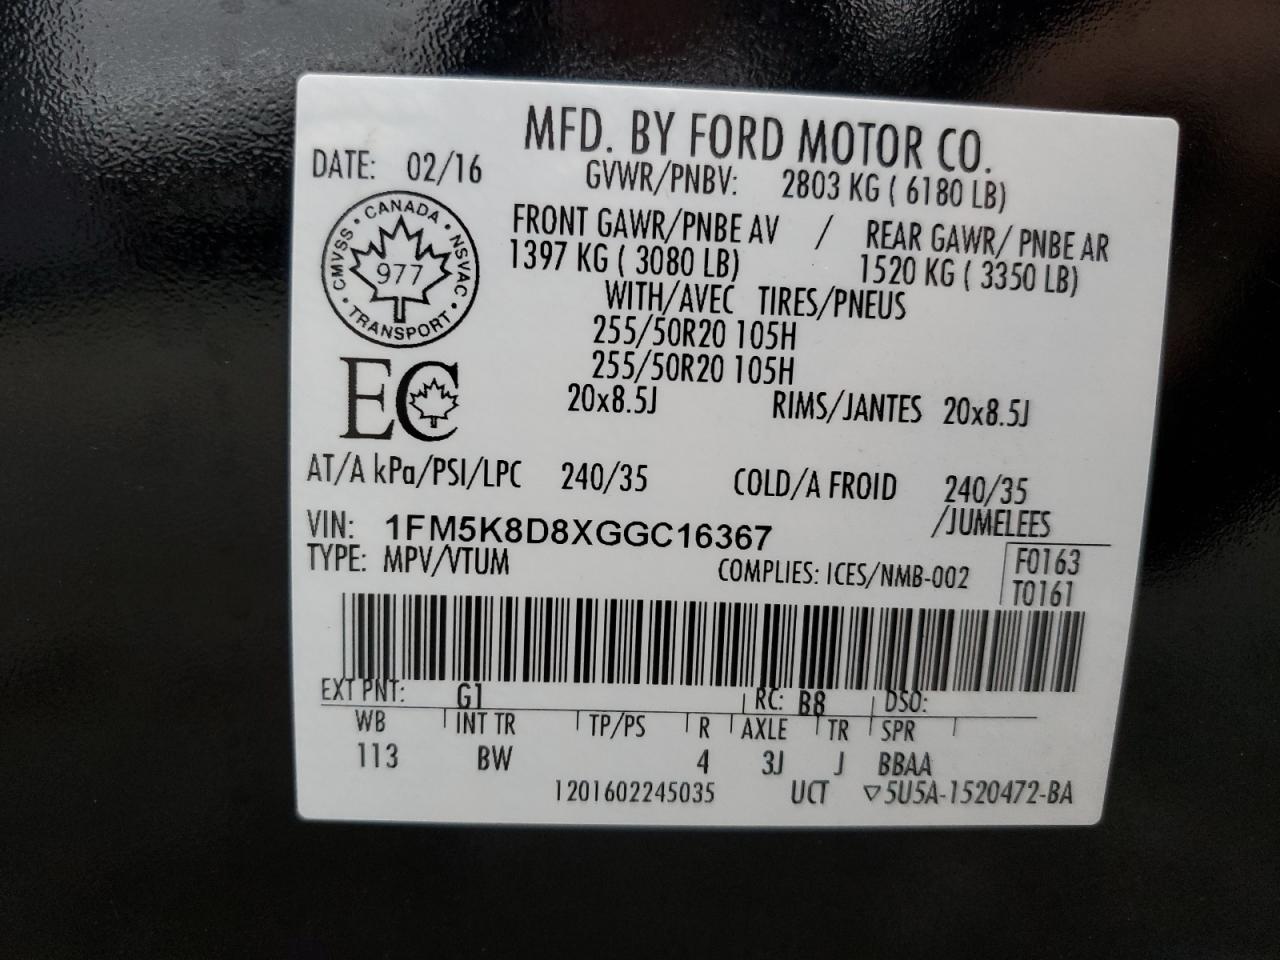 MFD. BY FORD MOTOR CO.
DATE: 02/16 GVWR/PNBV: 2803 KG ( 6180 LB)
CANADA
CMVSS NSVAC
977
TRANSPORT
FRONT GAWR/PNBE AV / REAR GAWR/ PNBE AR
1397 KG ( 3080 LB) 1520 KG ( 3350 LB)
WITH/AVEC TIRES/PNEUS
255/50R20 105H
255/50R20 105H
EC
20x8.5J RIMS/JANTES 20x8.5J
AT/A kPa/PSI/LPC 240/35 COLD/A FROID 240/35
VIN: 1FM5K8D8XGGC16367 /JUMELEES
TYPE: MPV/VTUM COMPLIES: ICES/NMB-002 F0163
T0161
EXT PNT: G1 RC: B8 DSO:
WB INT TR TP/PS R AXLE TR SPR
113 BW 4 3J J BBAA
1201602245035 UCT ▽5U5A-1520472-BA